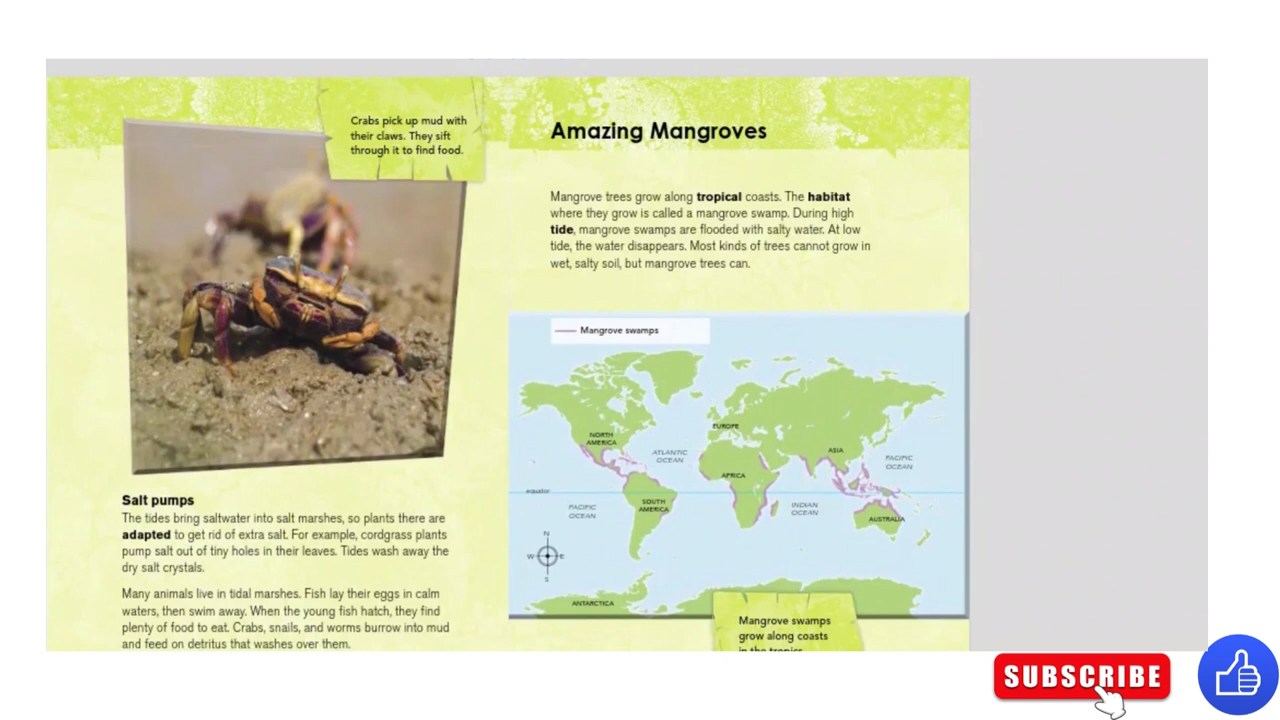 Crabs pick up mud with
their claws. They sift
through it to find food.
Salt pumps
The tides bring saltwater into salt marshes, so plants there are
adapted to get rid of extra salt. For example, cordgrass plants
pump salt out of tiny holes in their leaves. Tides wash away the
dry salt crystals.
Many animals live in tidal marshes. Fish lay their eggs in calm
waters, then swim away. When the young fish hatch, they find
plenty of food to eat. Crabs, snails, and worms burrow into mud
and feed on detritus that washes over them.
Amazing Mangroves
Mangrove trees grow along tropical coasts. The habitat
where they grow is called a mangrove swamp. During high
tide, mangrove swamps are flooded with salty water. At low
tide, the water disappears. Most kinds of trees cannot grow in
wet, salty soil, but mangrove trees can.
Mangrove swamps
NORTH
AMERICA
ATLANTIC
OCEAN
EUROPE
ASIA
PACIFIC
OCEAN
AFRICA
equator
PACIFIC
OCEAN
SOUTH
AMERICA
INDIAN
OCEAN
AUSTRALIA
N
W
E
S
ANTARCTICA
Mangrove swamps
grow along coasts
in the tropics
SUBSCRIBE